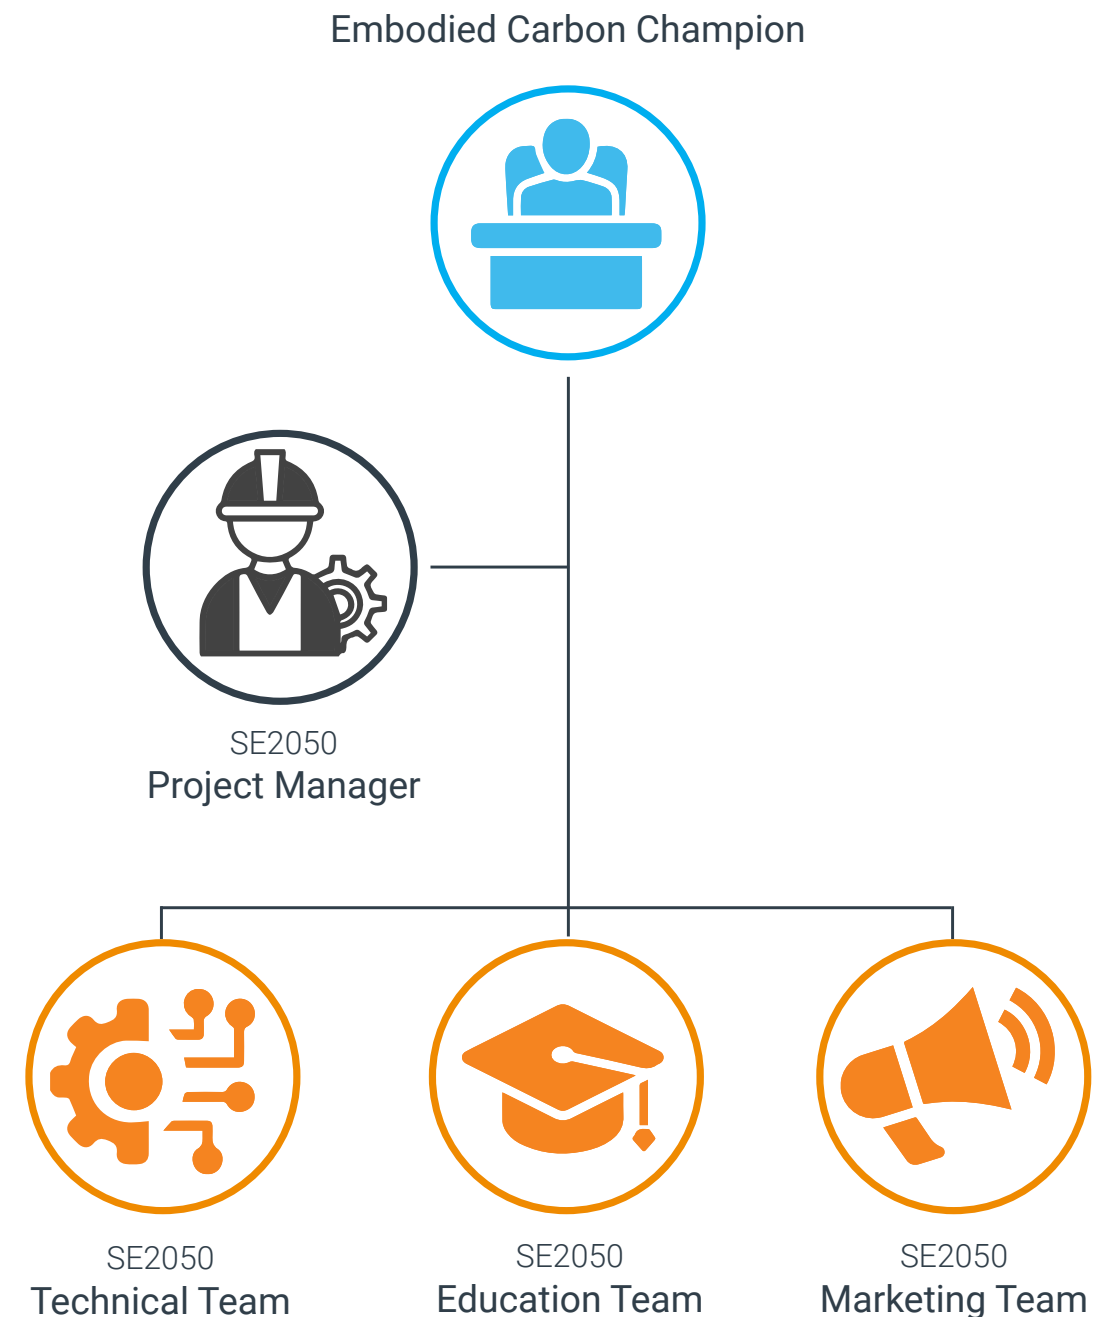 Embodied Carbon Champion
SE2050
Project Manager
SE2050
Technical Team
SE2050
Education Team
SE2050
Marketing Team